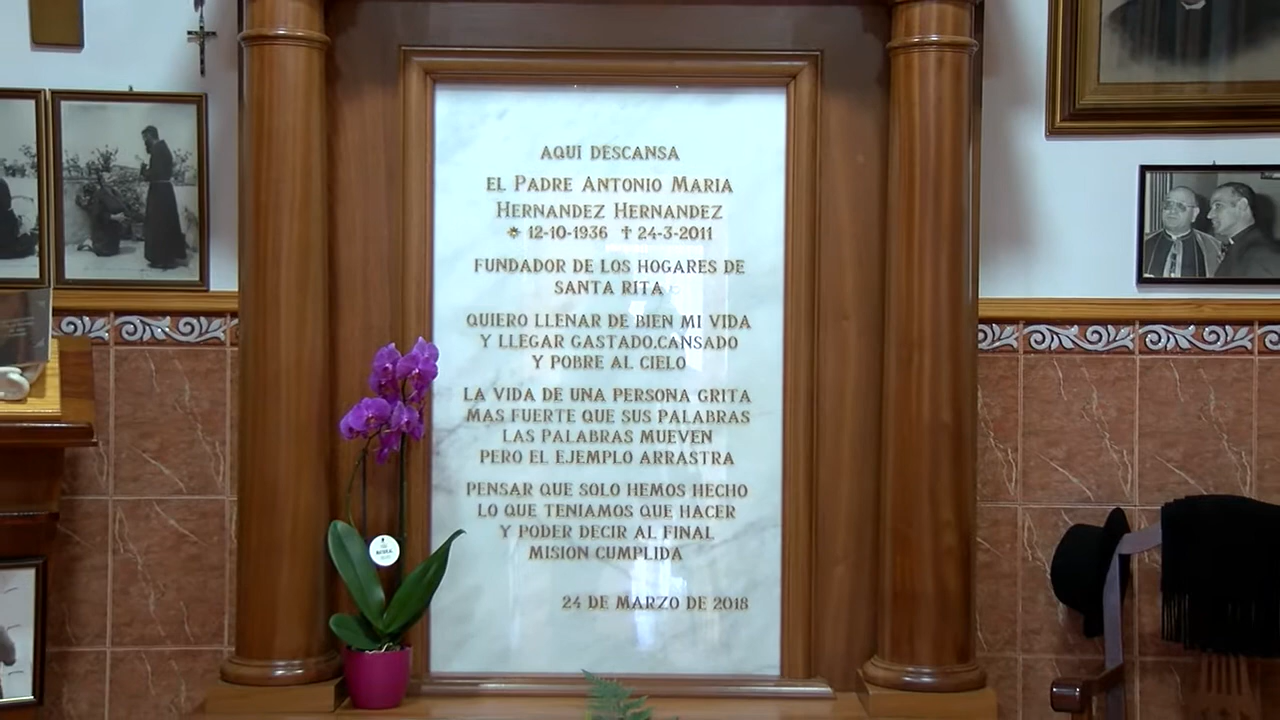 AQUI DESCANSA
EL PADRE ANTONIO MARIA
HERNANDEZ HERNANDEZ
12-10-1936 † 24-3-2011
FUNDADOR DE LOS HOGARES DE
SANTA RITA
QUIERO LLENAR DE BIEN MI VIDA
Y LLEGAR GASTADO.CANSADO
Y POBRE AL CIELO
LA VIDA DE UNA PERSONA GRITA
MAS FUERTE QUE SUS PALABRAS
LAS PALABRAS MUEVEN
PERO EL EJEMPLO ARRASTRA
PENSAR QUE SOLO HEMOS HECHO
LO QUE TENIAMOS QUE HACER
Y PODER DECIR AL FINAL
MISION CUMPLIDA
24 DE MARZO DE 2018